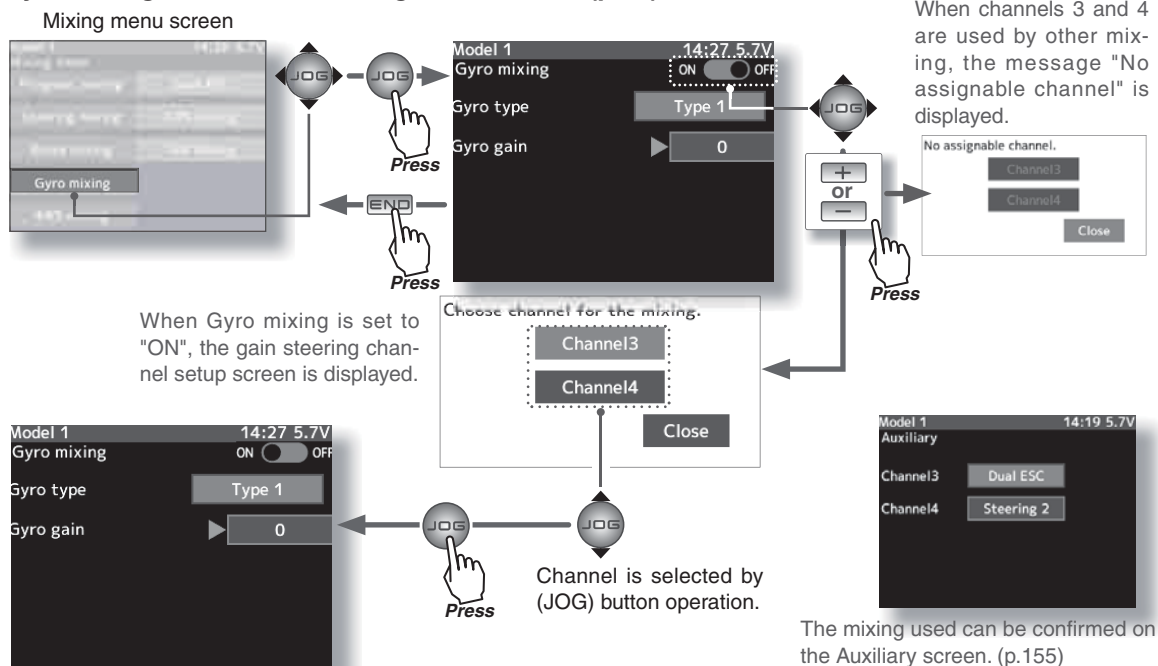 Mixing menu screen
Gyro mixing
JOG
JOG
Press
END
Press
Model 1 14:27 5.7V
Gyro mixing ON OFF
Gyro type Type 1
Gyro gain 0
JOG
+
or
−
Press
When channels 3 and 4
are used by other mix-
ing, the message "No
assignable channel" is
displayed.
No assignable channel.
Channel3
Channel4
Close
When Gyro mixing is set to
"ON", the gain steering chan-
nel setup screen is displayed.
Choose channel for the mixing.
Channel3
Channel4
Close
Model 1 14:27 5.7V
Gyro mixing ON OFF
Gyro type Type 1
Gyro gain 0
JOG
Press
JOG
Channel is selected by
(JOG) button operation.
Model 1 14:19 5.7V
Auxiliary
Channel3 Dual ESC
Channel4 Steering 2
The mixing used can be confirmed on
the Auxiliary screen. (p.155)